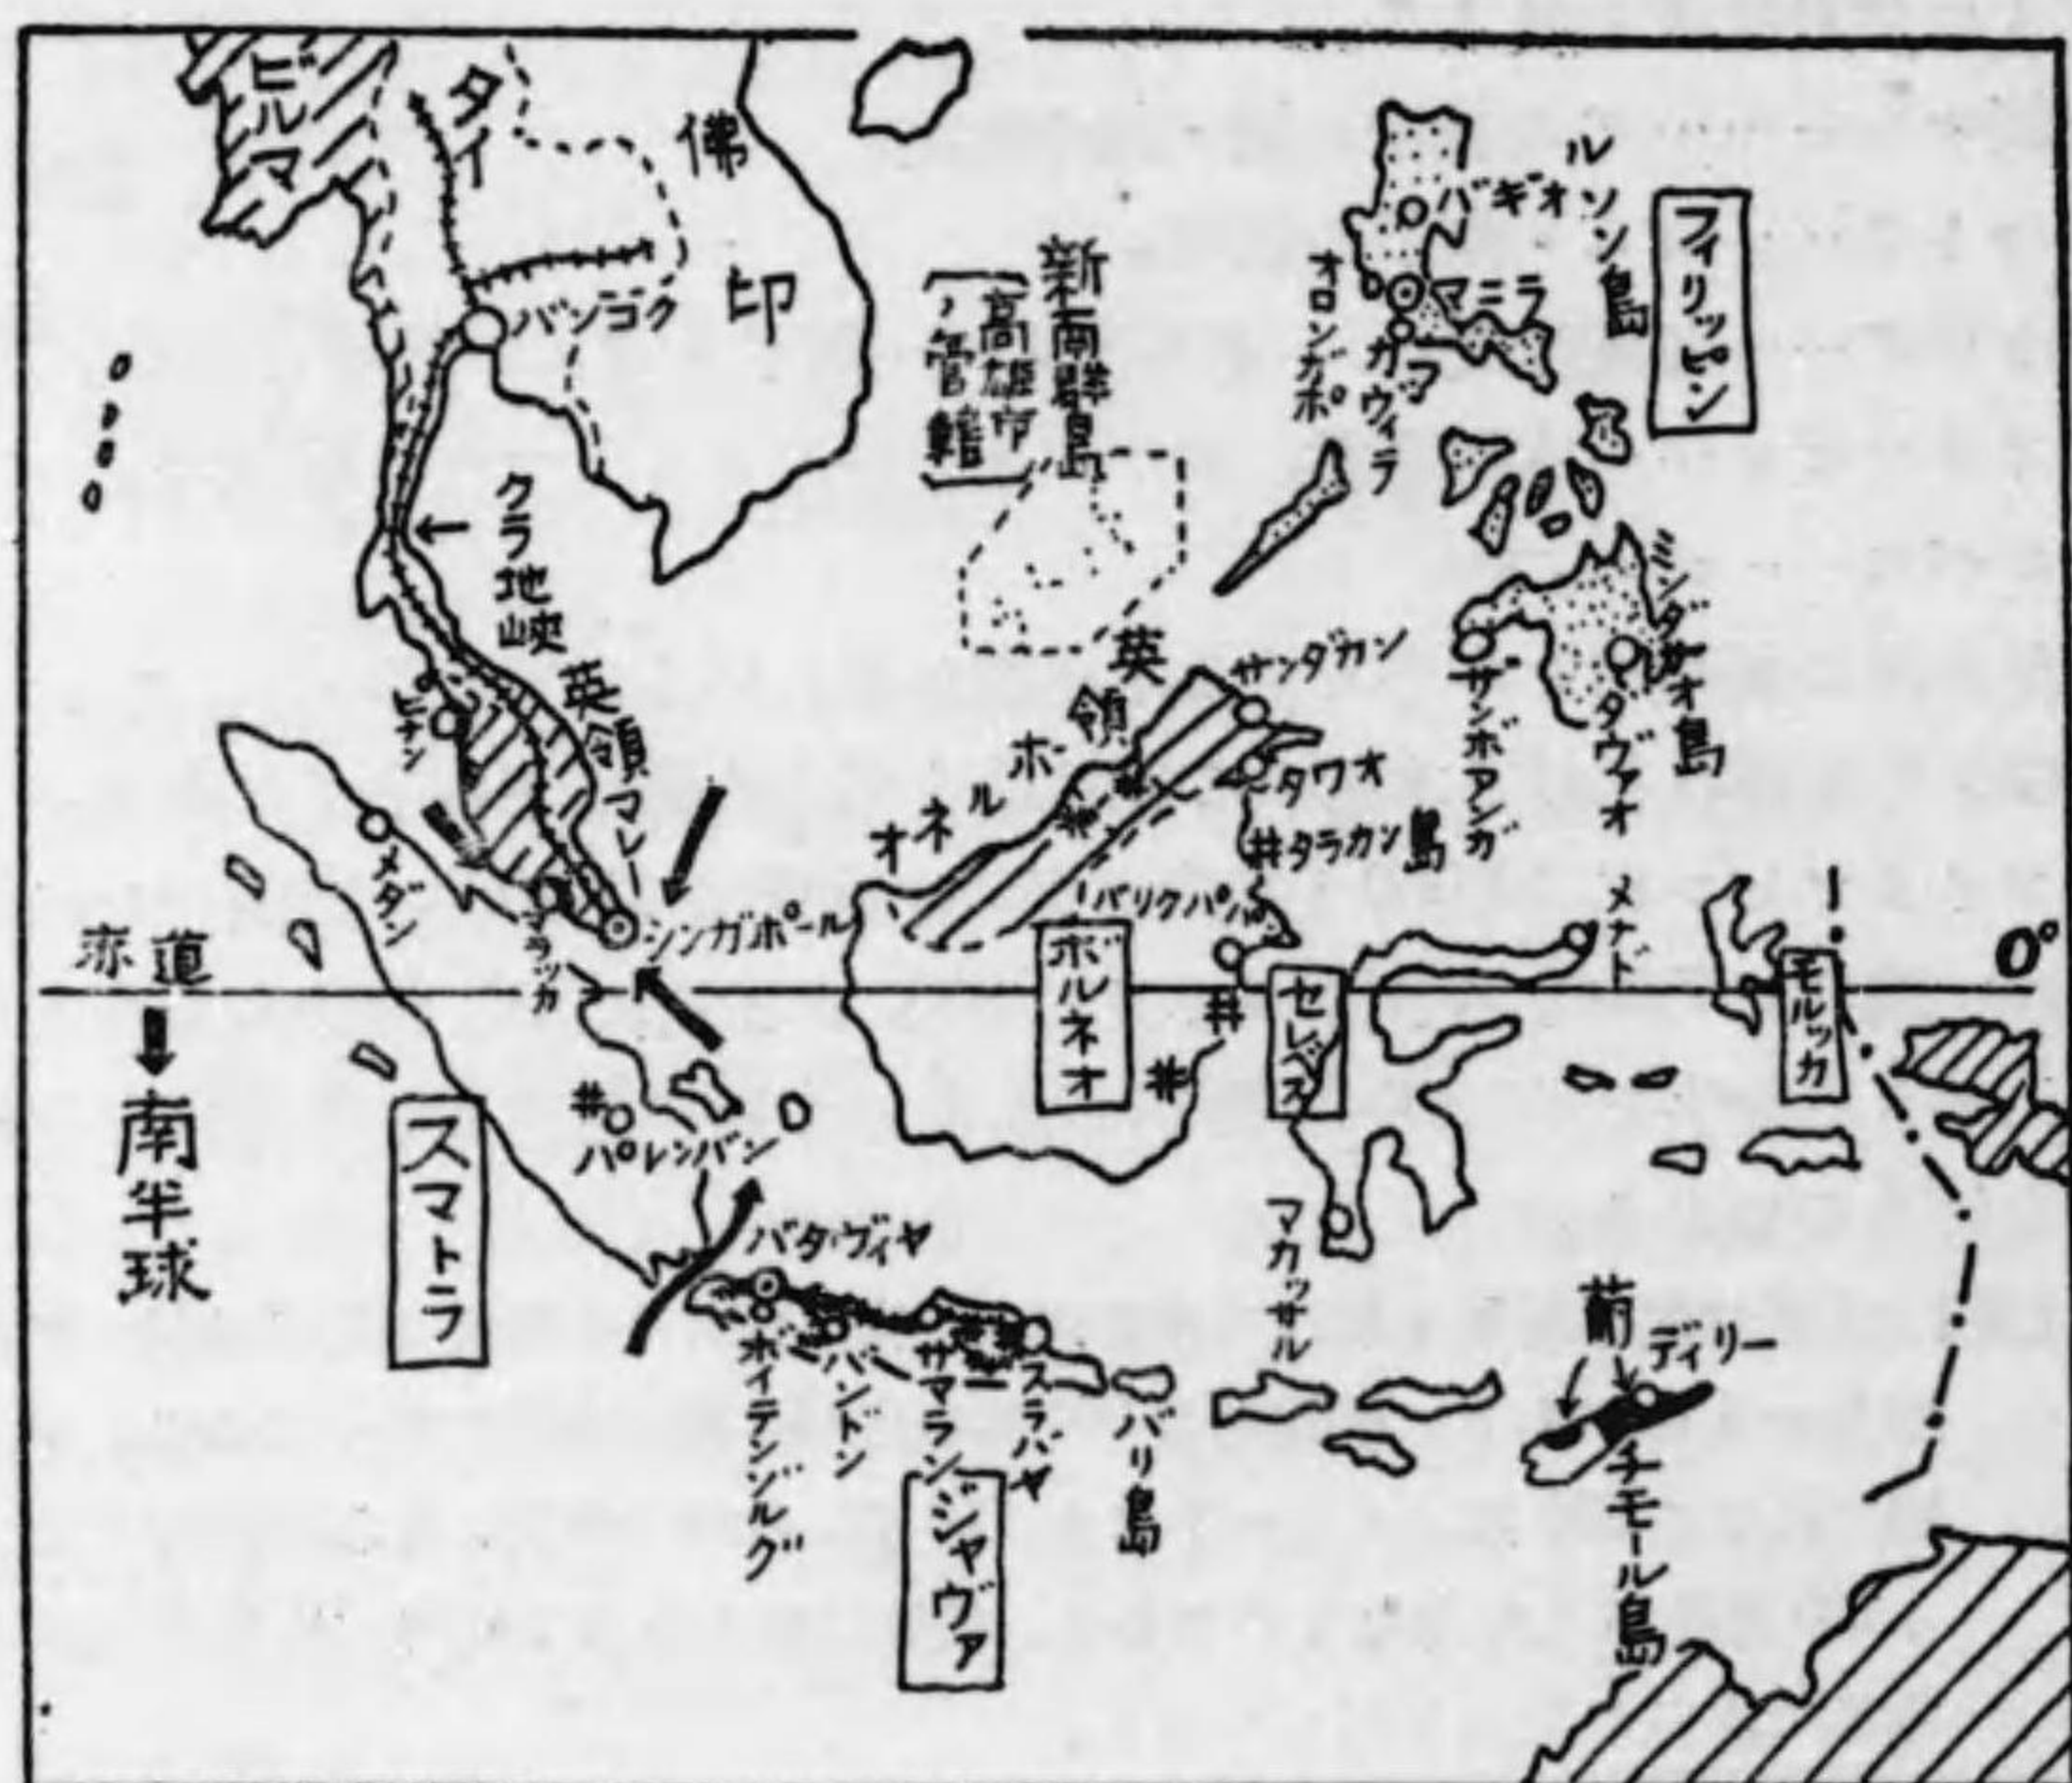 ビルマ
タイ
佛印
バンコク
新南群島
(高雄市ノ管轄)
ルソン島
バギオ
マニラ
オロンガポ
カヴィラ
フィリッピン
クラ地峡
ミンダナオ島
サンボアンガ
ダヴァオ
英領マレー
ピナン
メダン
マラッカ
シンガポール
英領ボルネオ
サンダカン
タワオ
タラカン島
バリクパパ
メナド
赤道
0°
南半球
ボルネオ
セレベス
モルッカ
スマトラ
パレンバン
バタヴィヤ
ボイテンゾルグ
バンドン
サマラン
スラバヤ
ジャヴァ
バリ島
マカッサル
葡
ディリー
チモール島